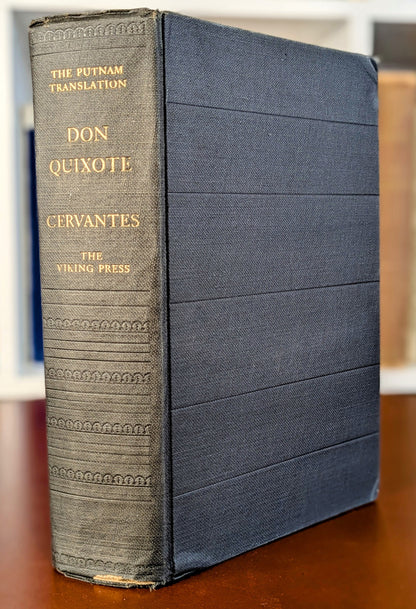 THE PUTNAM
TRANSLATION
DON
QUIXOTE
CERVANTES
THE
VIKING PRESS